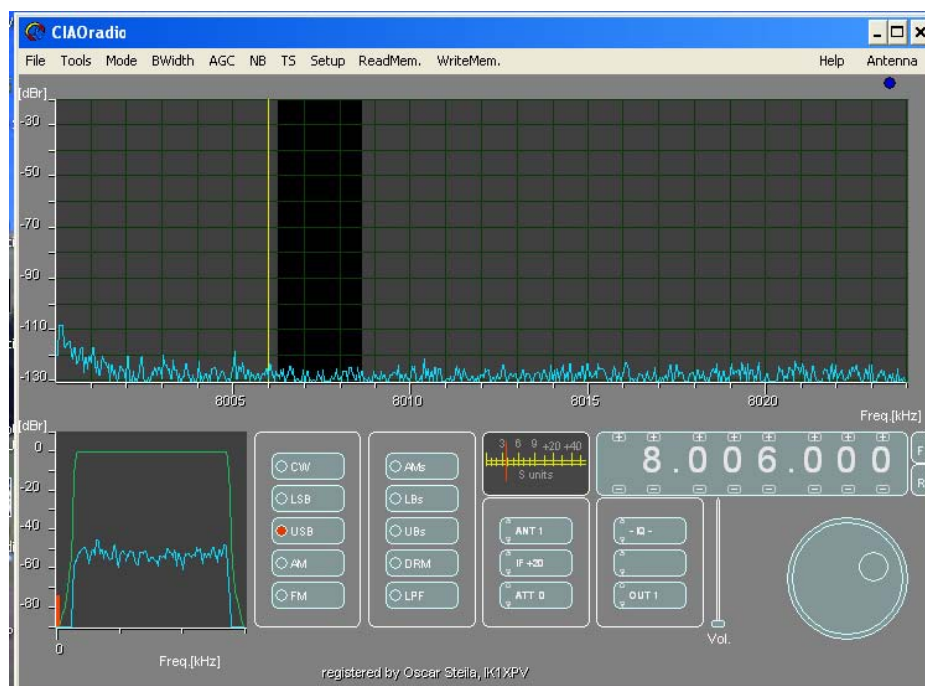 CIAOradio
File Tools Mode BWidth AGC NB TS Setup ReadMem. WriteMem. Help Antenna
[dBr]
-30
-50
-70
-90
-110
-130
8005 8010 8015 8020
Freq.[kHz]
[dBr]
0
-20
-40
-60
-80
0
Freq.[kHz]
CW
LSB
USB
AM
FM
AMs
LBs
UBs
DRM
LPF
3 6 9 +20 +40
S units
8.006.000
F
R
ANT 1
IF +20
ATT 0
- IQ -
OUT 1
Vol.
registered by Oscar Steila, IK1XPV